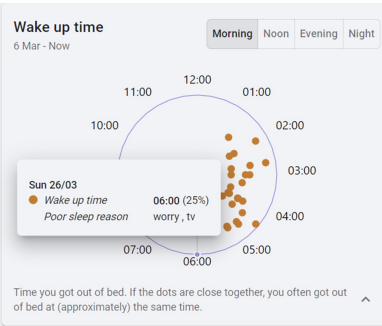 Wake up time
6 Mar - Now
Morning Noon Evening Night
12:00
11:00 01:00
10:00 02:00
03:00
Sun 26/03
Wake up time 06:00 (25%)
Poor sleep reason worry , tv
04:00
07:00 05:00
06:00
Time you got out of bed. If the dots are close together, you often got out
of bed at (approximately) the same time.